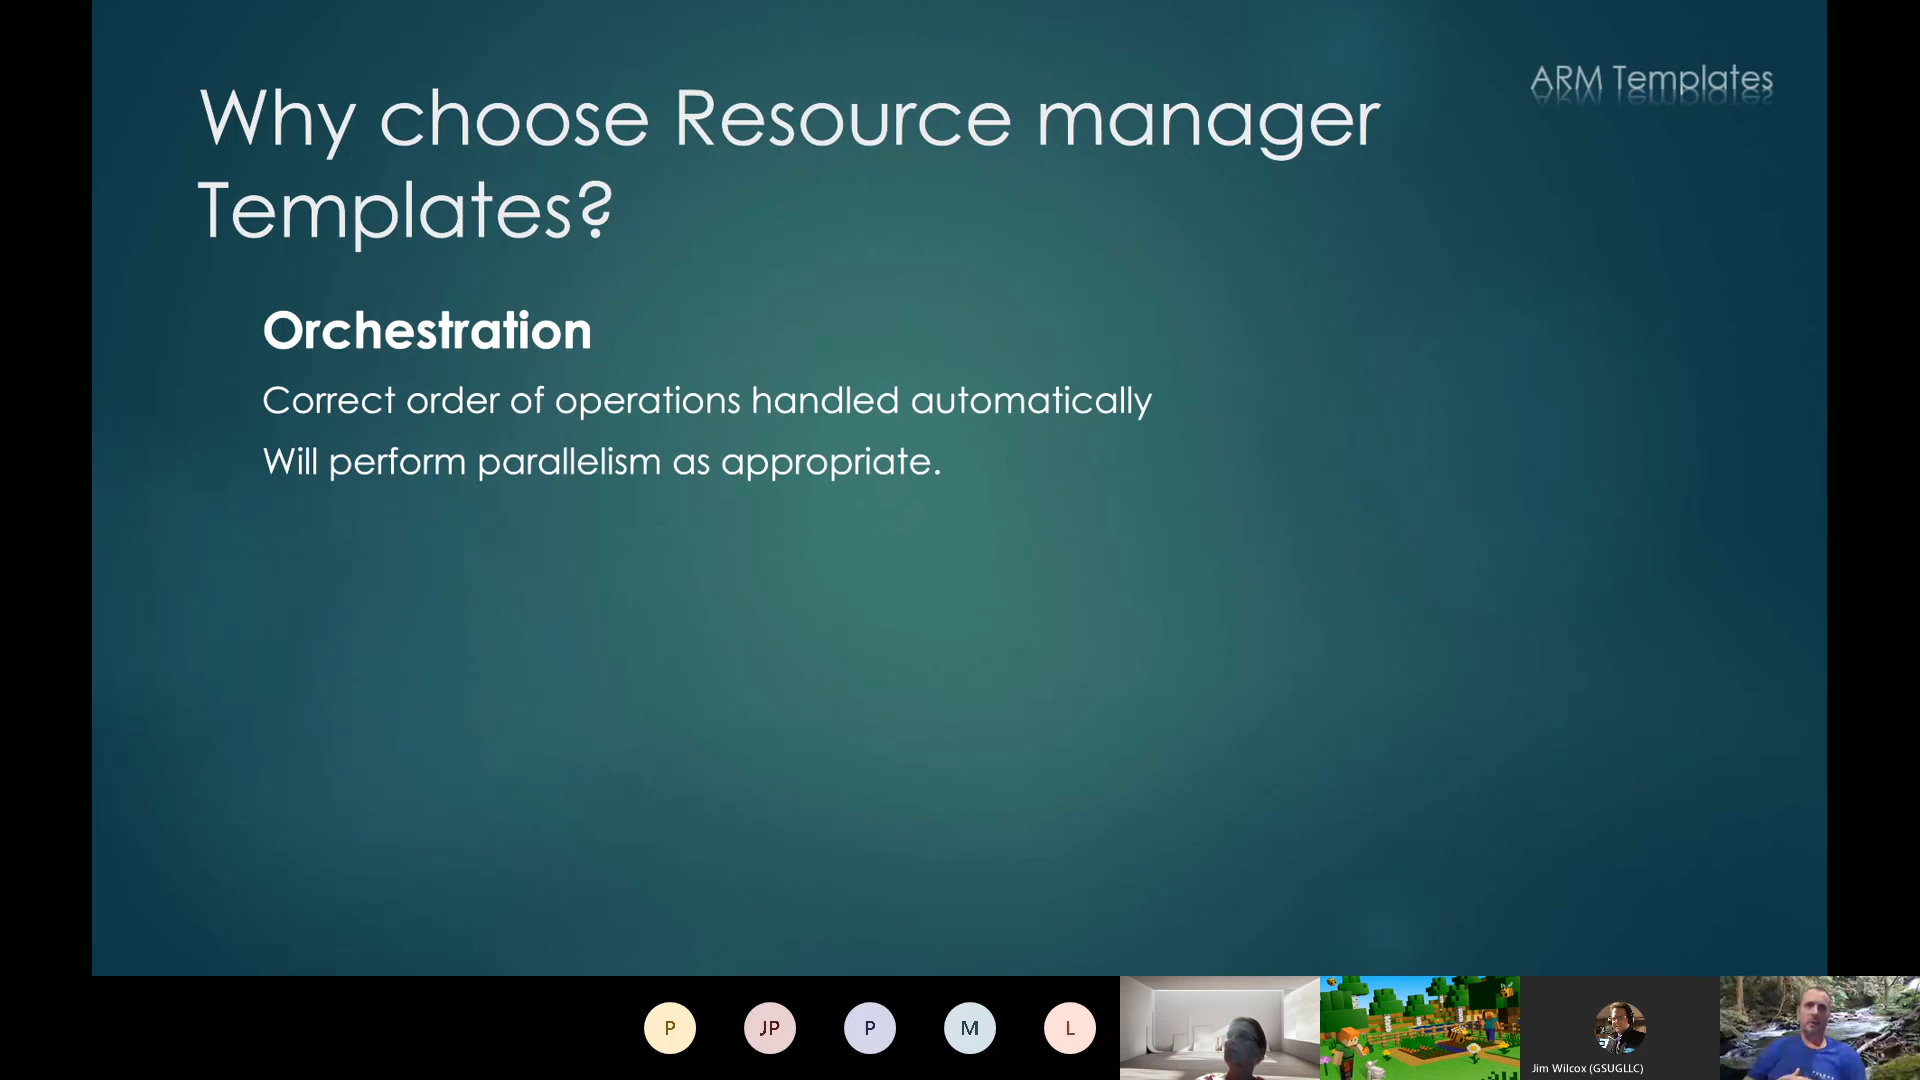 ARM Templates
Why choose Resource manager
Templates?
Orchestration
Correct order of operations handled automatically
Will perform parallelism as appropriate.
P
JP
P
M
L
Jim Wilcox (GSUGLLC)